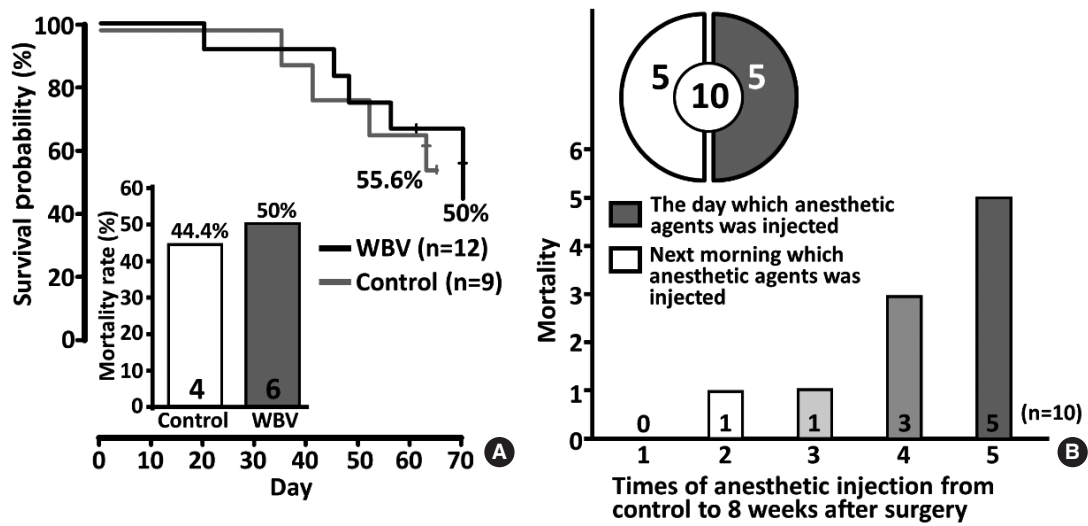 Survival probability (%)
100
80
60
40
20
0
55.6%
50%
WBV (n=12)
Control (n=9)
Mortality rate (%)
60
50
40
30
20
10
0
44.4%
50%
4
6
Control
WBV
0
10
20
30
40
50
60
70
Day
A
5
10
5
The day which anesthetic
agents was injected
Next morning which
anesthetic agents was
injected
Mortality
6
5
4
3
2
1
0
0
1
1
3
5
(n=10)
1
2
3
4
5
B
Times of anesthetic injection from
control to 8 weeks after surgery